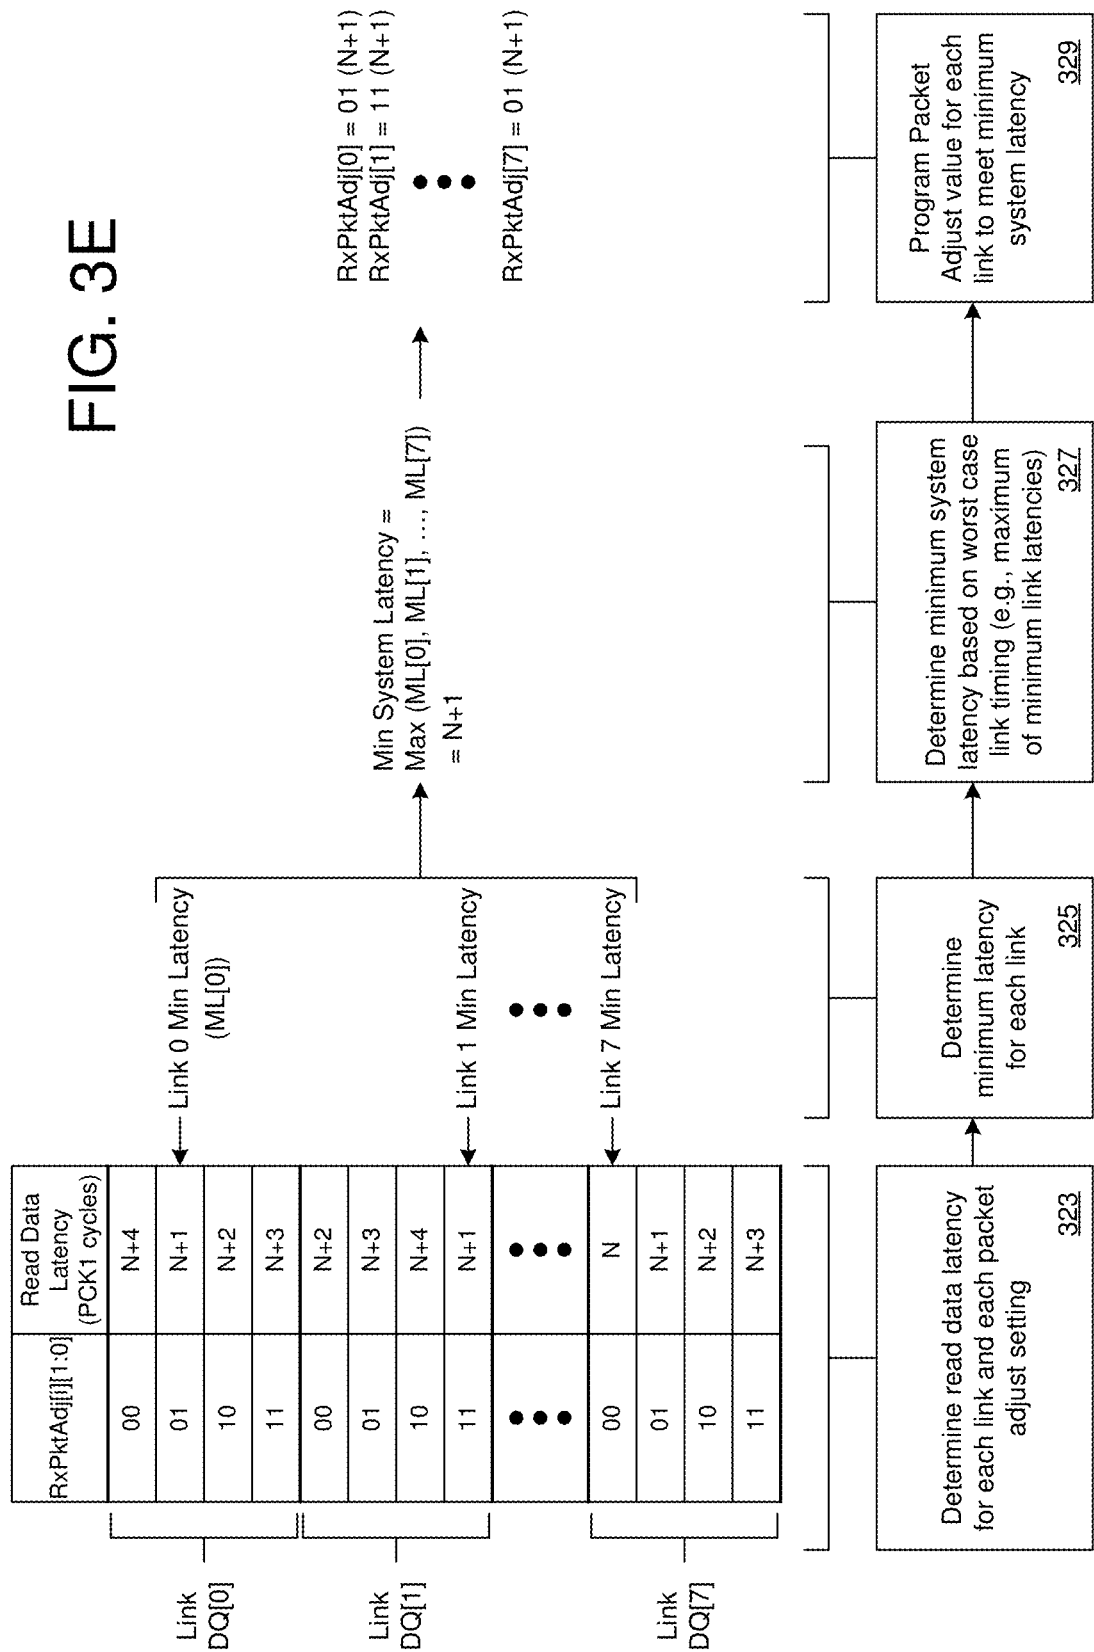 FIG. 3E
RxPktAdj[i][1:0]
Read Data
Latency
(PCK1 cycles)
Link
DQ[0]
00
N+4
01
N+1
10
N+2
11
N+3
Link
DQ[1]
00
N+2
01
N+3
10
N+4
11
N+1
Link
DQ[7]
00
N
01
N+1
10
N+2
11
N+3
Link 0 Min Latency
(ML[0])
Link 1 Min Latency
Link 7 Min Latency
Min System Latency =
Max (ML[0], ML[1], …, ML[7])
= N+1
RxPktAdj[0] = 01 (N+1)
RxPktAdj[1] = 11 (N+1)
RxPktAdj[7] = 01 (N+1)
Determine read data latency
for each link and each packet
adjust setting
323
Determine
minimum latency
for each link
325
Determine minimum system
latency based on worst case
link timing (e.g., maximum
of minimum link latencies)
327
Program Packet
Adjust value for each
link to meet minimum
system latency
329